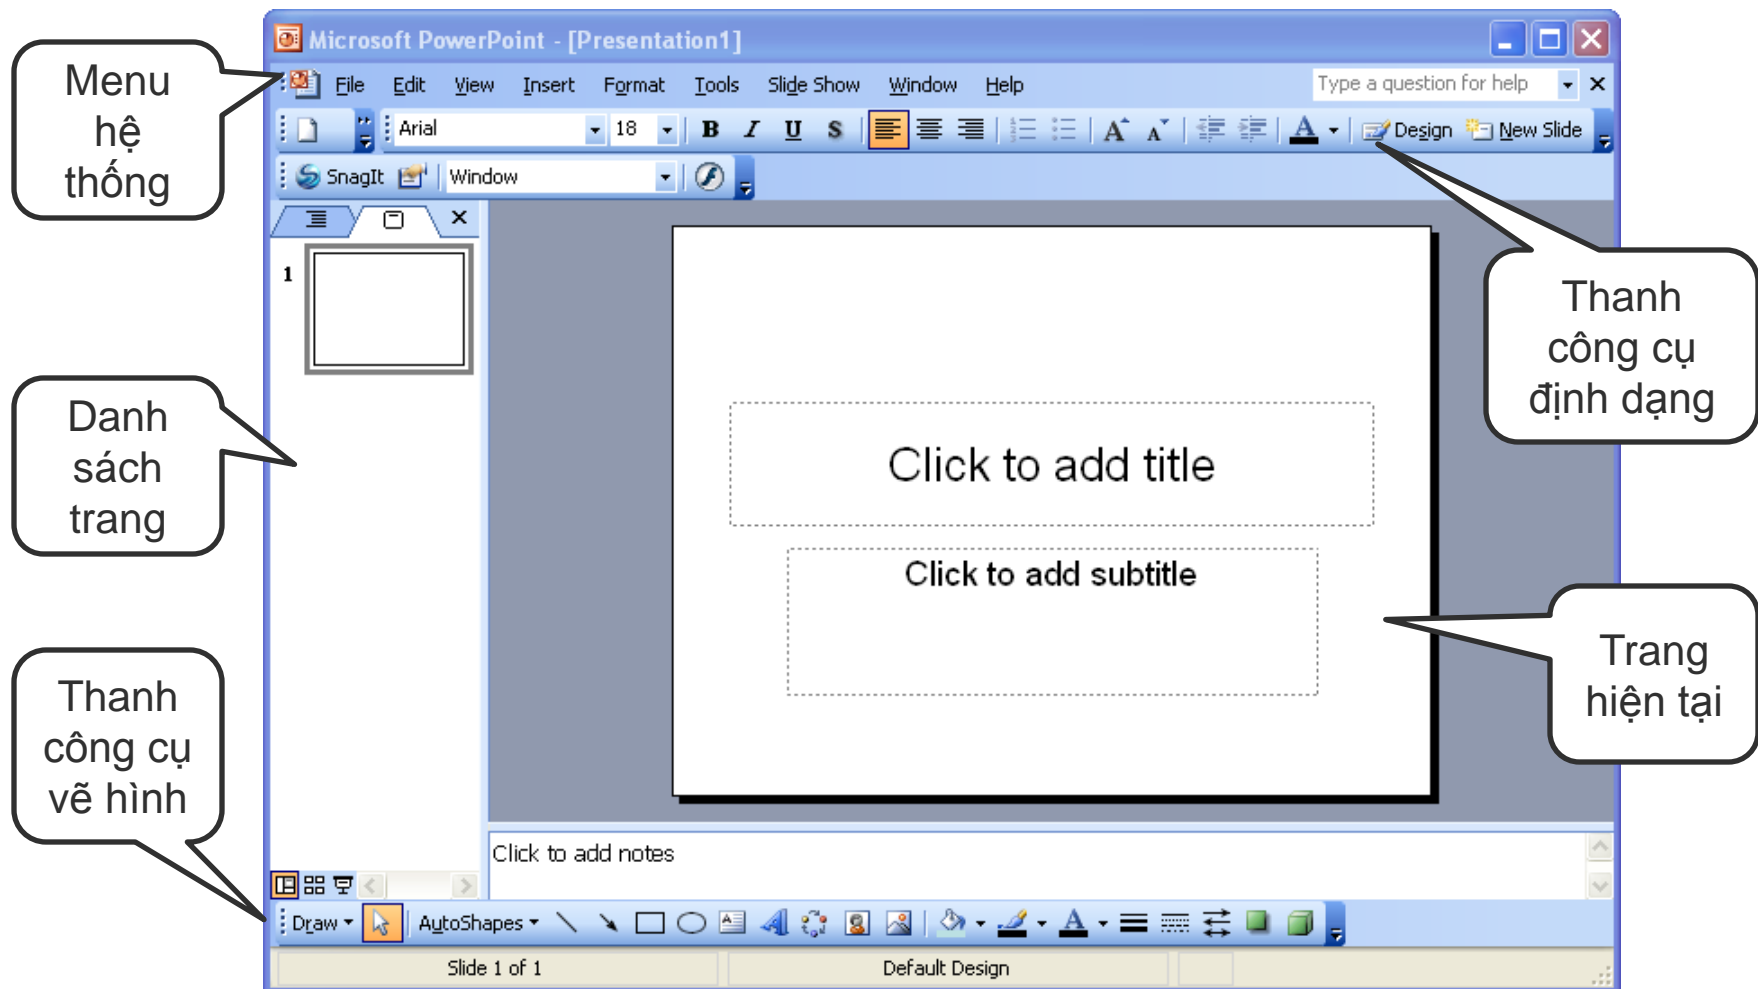 Microsoft PowerPoint - [Presentation1]
File Edit View Insert Format Tools Slide Show Window Help Type a question for help
Arial 18 B I U S A A A Design New Slide
SnagIt Window
1
Click to add title
Click to add subtitle
Click to add notes
Draw AutoShapes A A
Slide 1 of 1 Default Design
Menu
hệ
thống
Danh
sách
trang
Thanh
công cụ
vẽ hình
Thanh
công cụ
định dạng
Trang
hiện tại